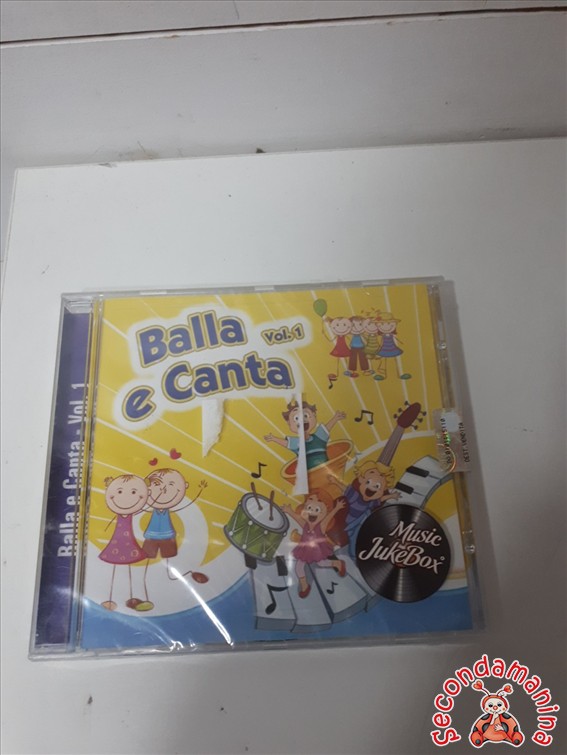 Balla
e Canta
Vol. 1
Balla e Canta - Vol. 1
Music
JukeBox
Secondamanina